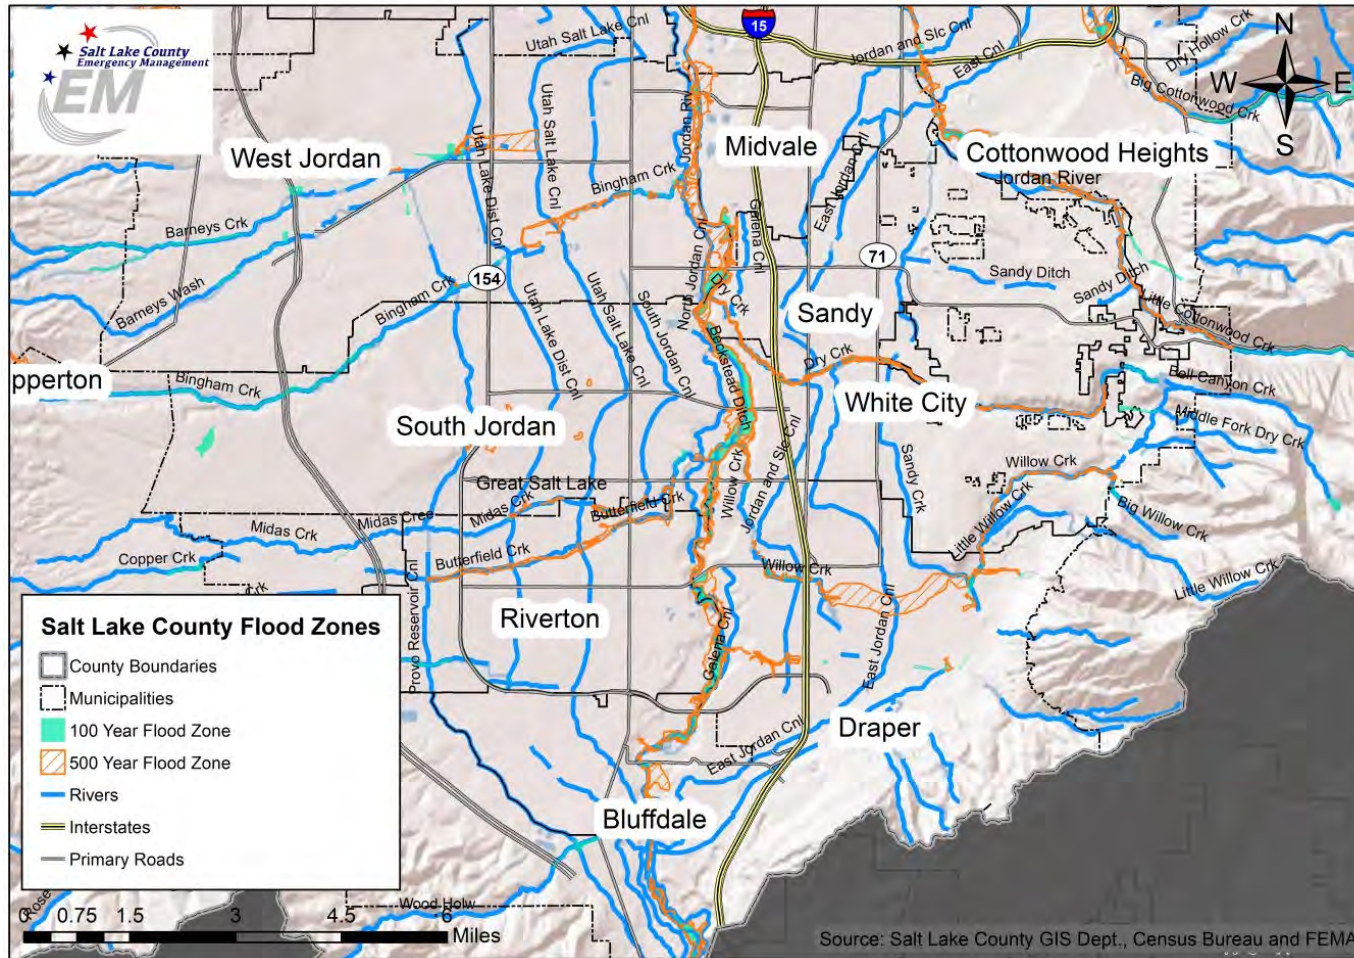 Salt Lake County
Emergency Management
EM
Utah Salt Lake Cnl
15
Jordan and Slc Cnl
East Cnl
Dry Hollow Crk
N
W
E
S
Big Cottonwood Crk
Jordan Riv
Utah Lake Dist Cnl
Utah Salt Lake Cnl
Midvale
West Jordan
Cottonwood Heights
Jordan River
Bingham Crk
East Jordan Cnl
East Jordan Cnl
Barneys Crk
Galena Cnl
North Jordan Cnl
71
Sandy Ditch
Sandy Ditch
154
Bingham Crk
Barneys Wash
Dry Crk
Utah Lake Dist Cnl
Utah Salt Lake Cnl
South Jordan Cnl
Sandy
Little Cottonwood Crk
Beckstead Ditch
Dry Crk
pperton
Bingham Crk
Bell Canyon Crk
White City
Middle Fork Dry Crk
South Jordan
Jordan and Slc Cnl
Willow Crk
Sandy Crk
Willow Crk
Great Salt Lake
Midas Crk
Butterfield Crk
Midas Cree
Midas Crk
Big Willow Crk
Little Willow Crk
Copper Crk
Butterfield Crk
Willow Crk
Little Willow Crk
Crk
Provo Reservoir Cnl
Riverton
Galena Cnl
East Jordan Cnl
Draper
East Jordan Cnl
Bluffdale
Salt Lake County Flood Zones
County Boundaries
Municipalities
100 Year Flood Zone
500 Year Flood Zone
Rivers
Interstates
Primary Roads
Rose
Wood Holw
0 0.75 1.5 3 4.5 6
Miles
Source: Salt Lake County GIS Dept., Census Bureau and FEMA